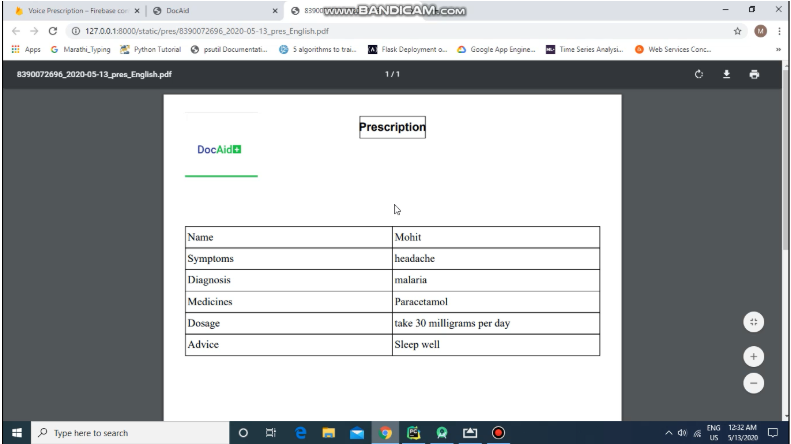 www.BANDICAM.com
Voice Prescription – Firebase con
DocAid
83900
127.0.0.1:8000/static/pres/8390072696_2020-05-13_pres_English.pdf
M
Apps
Marathi_Typing
Python Tutorial
psutil Documentati...
5 algorithms to trai...
Flask Deployment o...
Google App Engine...
Time Series Analysi...
Web Services Conc...
8390072696_2020-05-13_pres_English.pdf
1 / 1
Prescription
DocAid
Name Mohit
Symptoms headache
Diagnosis malaria
Medicines Paracetamol
Dosage take 30 milligrams per day
Advice Sleep well
Type here to search
ENG
US
12:32 AM
5/13/2020